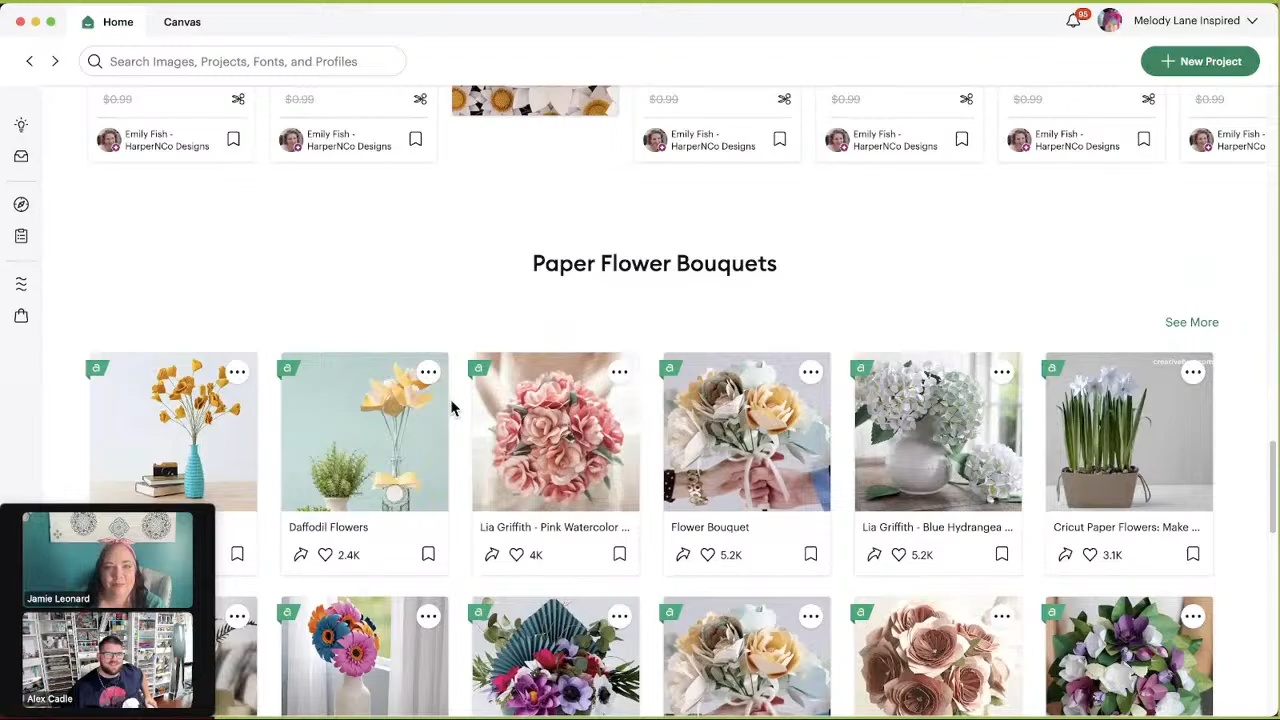 Home
Canvas
95
Melody Lane Inspired
Search Images, Projects, Fonts, and Profiles
New Project
$0.99
$0.99
$0.99
$0.99
$0.99
$0.99
Emily Fish -
HarperNCo Designs
Emily Fish -
HarperNCo Designs
Emily Fish -
HarperNCo Designs
Emily Fish -
HarperNCo Designs
Emily Fish -
HarperNCo Designs
Emily Fish -
HarperNCo
Paper Flower Bouquets
See More
a
a
a
a
a
a
Daffodil Flowers
Lia Griffith - Pink Watercolor ...
Flower Bouquet
Lia Griffith - Blue Hydrangea ...
Cricut Paper Flowers: Make ...
2.4K
4K
5.2K
5.2K
3.1K
a
a
a
a
a
Jamie Leonard
Alex Cadle